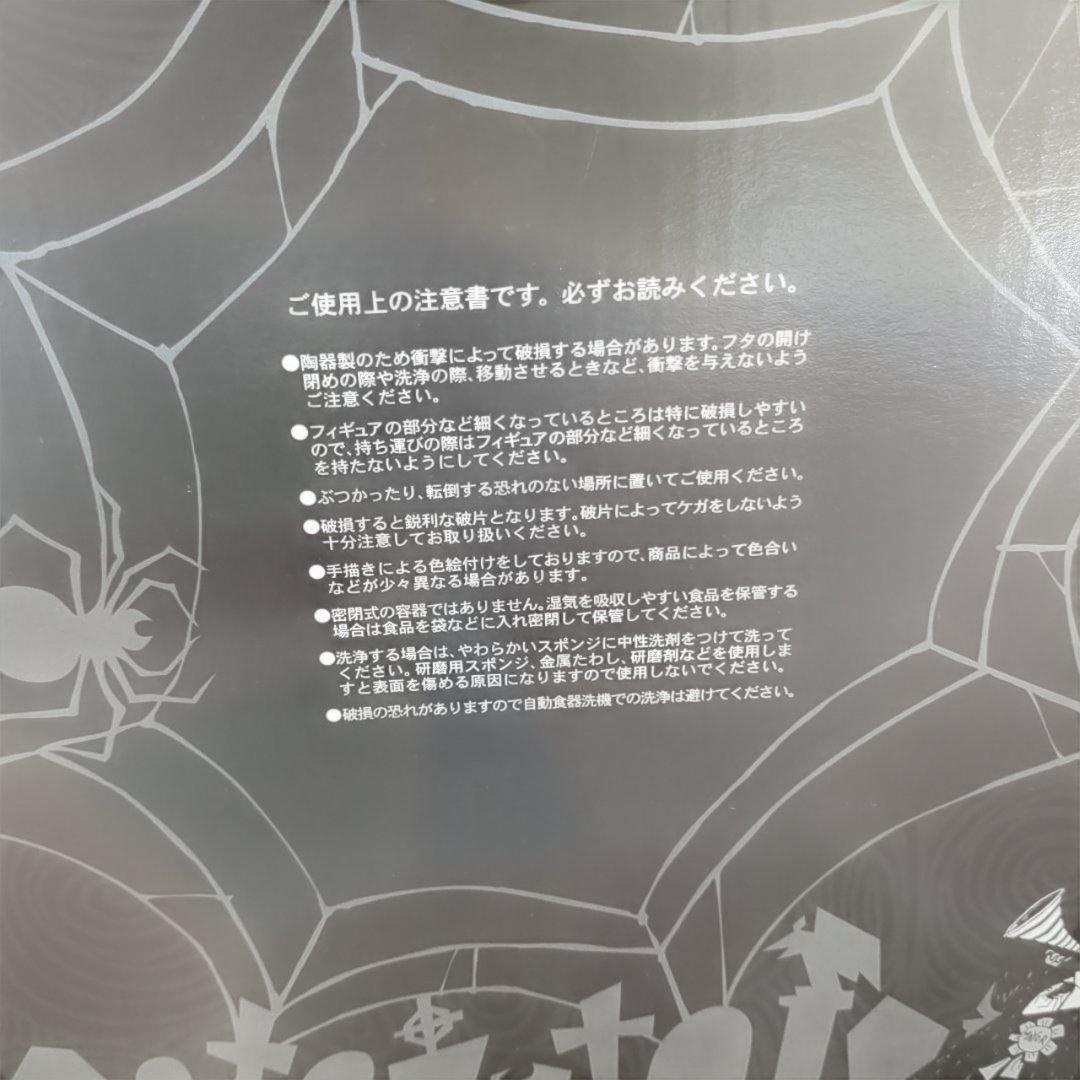 ご使用上の注意書です。必ずお読みください。
●陶器製のため衝撃によって破損する場合があります。フタの開け
閉めの際や洗浄の際、移動させるときなど、衝撃を与えないよう
ご注意ください。
●フィギュアの部分など細くなっているところは特に破損しやすい
ので、持ち運びの際はフィギュアの部分など細くなっているところ
を持たないようにしてください。
●ぶつかったり、転倒する恐れのない場所に置いてご使用ください。
●破損すると鋭利な破片となります。破片によってケガをしないよう
十分注意してお取り扱いください。
●手描きによる色絵付けをしておりますので、商品によって色合い
などが少々異なる場合があります。
●密閉式の容器ではありません。湿気を吸収しやすい食品を保管する
場合は食品を袋などに入れ密閉して保管してください。
●洗浄する場合は、やわらかいスポンジに中性洗剤をつけて洗って
ください。研磨用スポンジ、金属たわし、研磨剤などを使用しま
すと表面を傷める原因になりますので使用しないでください。
●破損の恐れがありますので自動食器洗機での洗浄は避けてください。